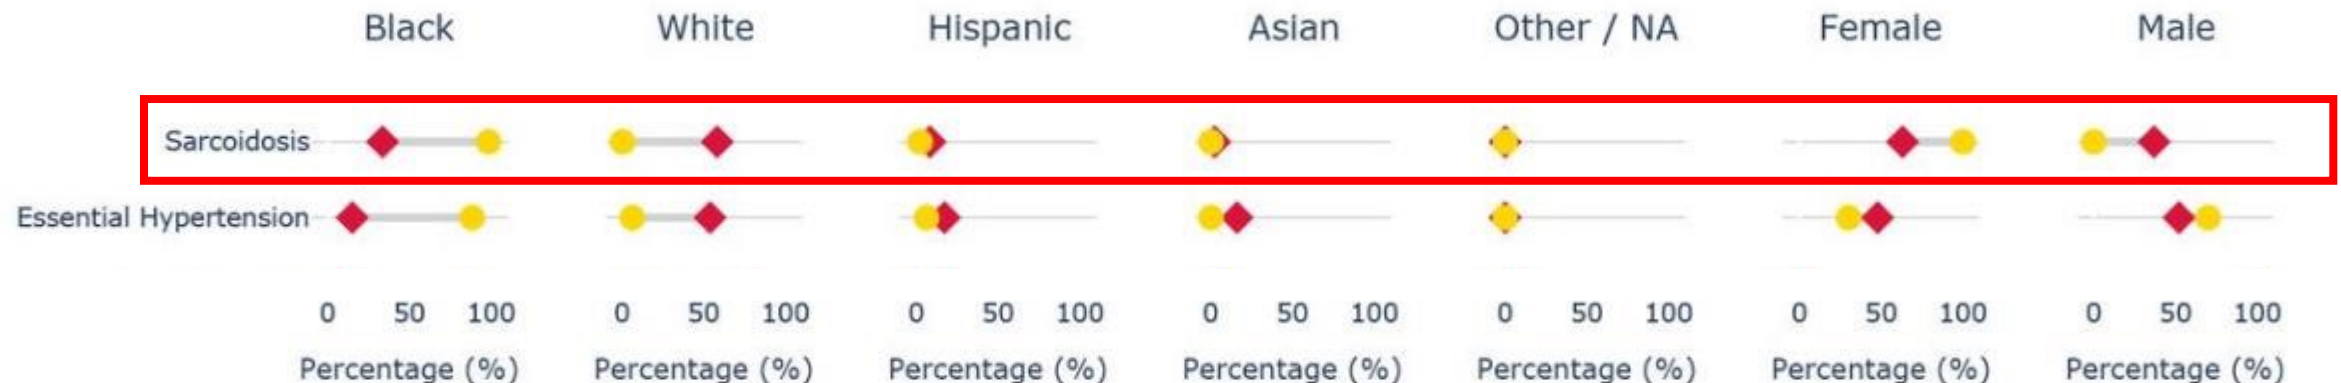 Black White Hispanic Asian Other / NA Female Male
Sarcoidosis
Essential Hypertension
0 50 100 0 50 100 0 50 100 0 50 100 0 50 100 0 50 100 0 50 100
Percentage (%) Percentage (%) Percentage (%) Percentage (%) Percentage (%) Percentage (%) Percentage (%)